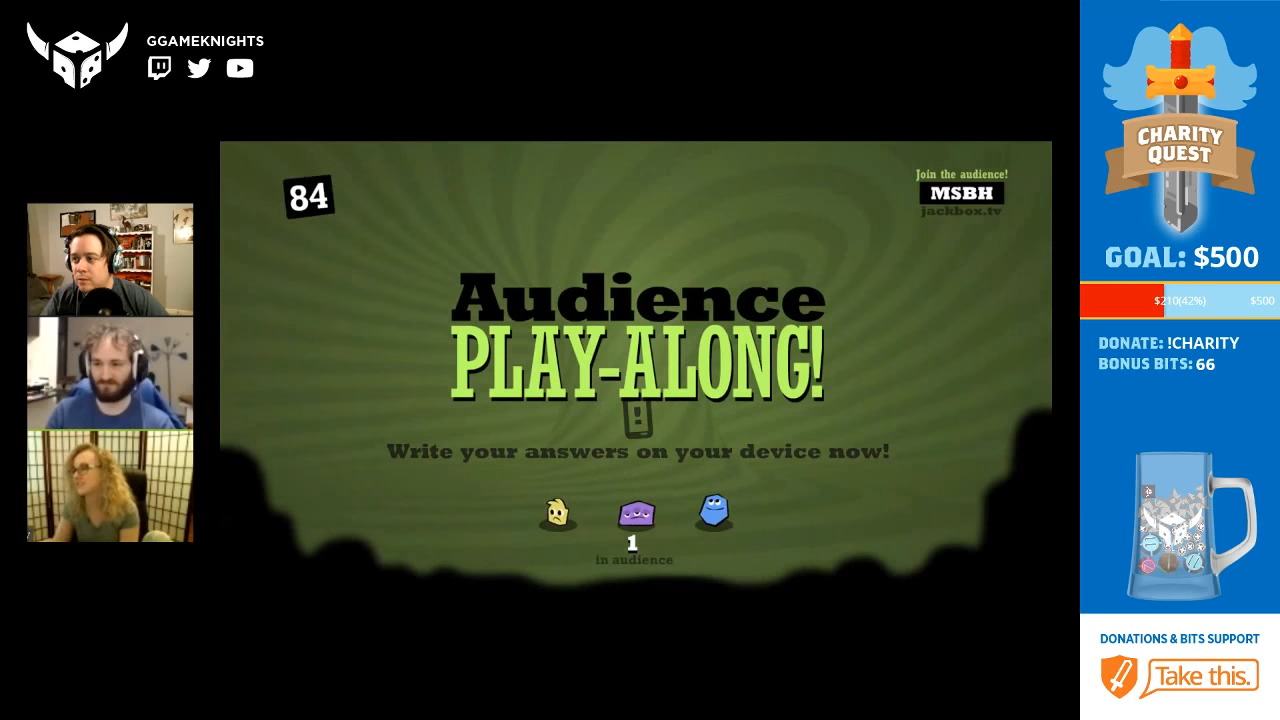 GGAMEKNIGHTS
84
Join the audience!
MSBH
jackbox.tv
Audience
PLAY-ALONG!
Write your answers on your device now!
1
in audience
CHARITY
QUEST
GOAL: $500
$210(42%) $500
DONATE: !CHARITY
BONUS BITS: 66
DONATIONS & BITS SUPPORT
Take this.